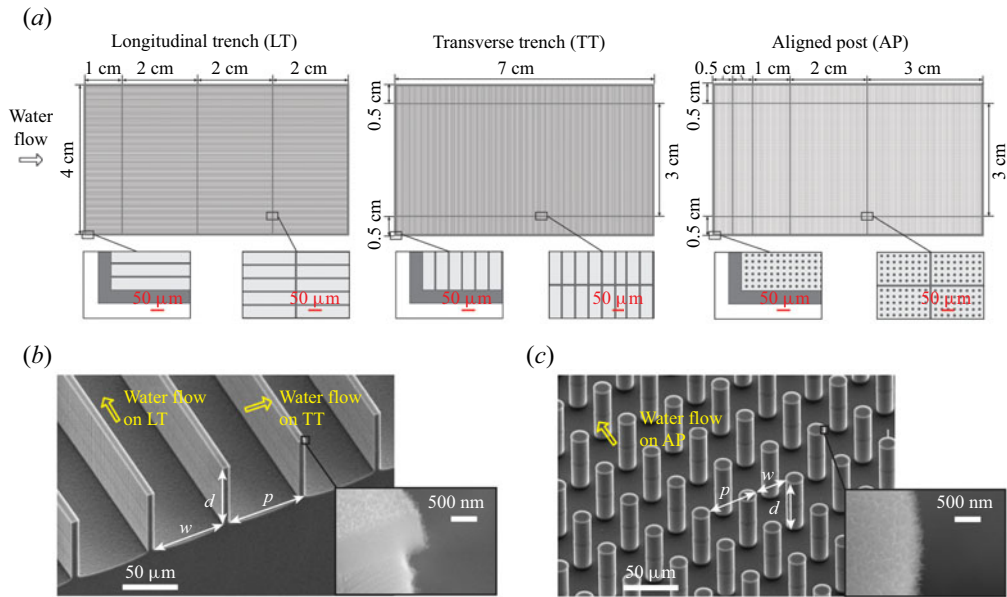 (a)
Longitudinal trench (LT)
Transverse trench (TT)
Aligned post (AP)
1 cm 2 cm 2 cm 2 cm
7 cm
0.5 cm 1 cm 2 cm 3 cm
Water
flow
4 cm
0.5 cm
3 cm
0.5 cm
0.5 cm
3 cm
0.5 cm
50 μm
50 μm
50 μm
50 μm
50 μm
50 μm
(b)
Water flow
on LT
Water flow
on TT
d
p
w
500 nm
50 μm
(c)
Water flow
on AP
p
w
d
500 nm
50 μm